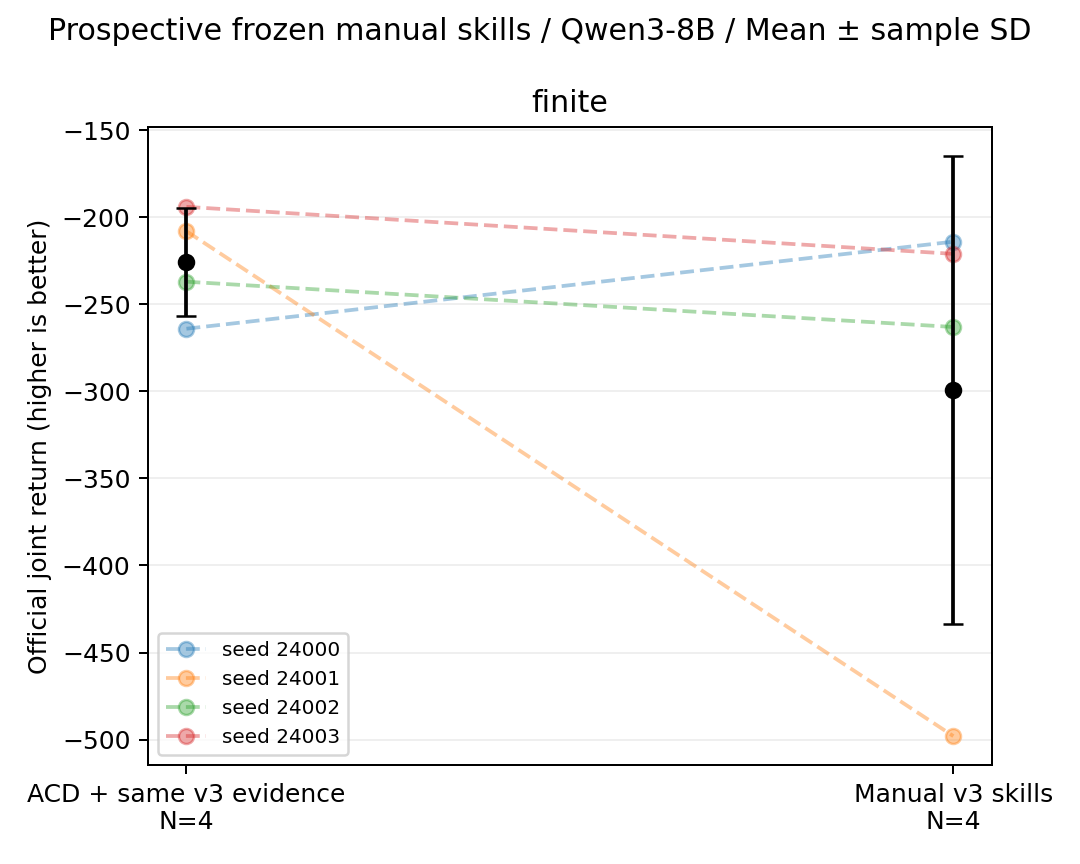 Prospective frozen manual skills / Qwen3-8B / Mean ± sample SD
finite
Official joint return (higher is better)
−150
−200
−250
−300
−350
−400
−450
−500
seed 24000
seed 24001
seed 24002
seed 24003
ACD + same v3 evidence
N=4
Manual v3 skills
N=4